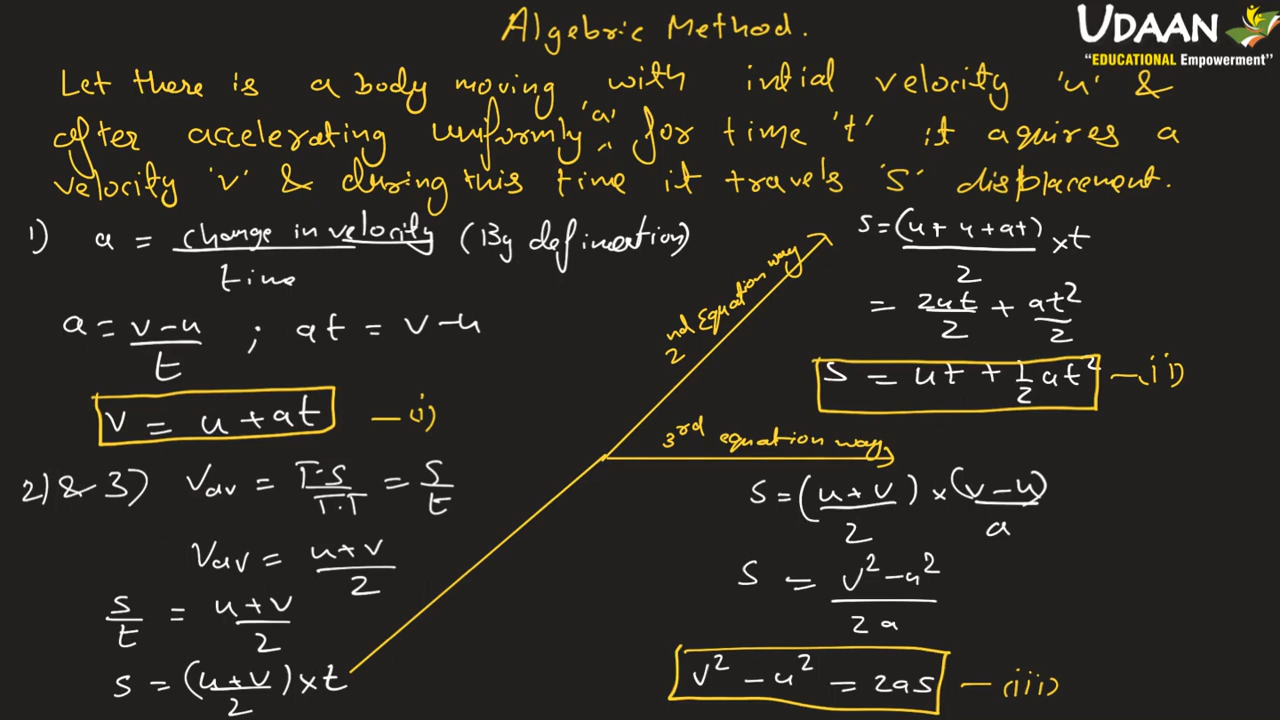 Algebric Method.
UDAAN
"EDUCATIONAL Empowerment"
Let there is a body moving with intial velocity 'u' &
after accelerating uniformly 'a' for time 't' it aquires a
velocity 'v' & during this time it travels 'S' displacement.
1) a = change in velocity / time (By definection)
a = v-u / t ; at = v-u
v = u + at —(i)
2) & 3) Vav = T.S / T.T = S / t
Vav = u+v / 2
S / t = u+v / 2
S = (u+v / 2) × t
2nd Equation way
S = (u+u+at) / 2 × t
= 2ut / 2 + at² / 2
S = ut + 1/2 at² —(ii)
3rd equation way
S = (u+v / 2) × (v-u) / a
S = v² - u² / 2a
v² - u² = 2as —(iii)